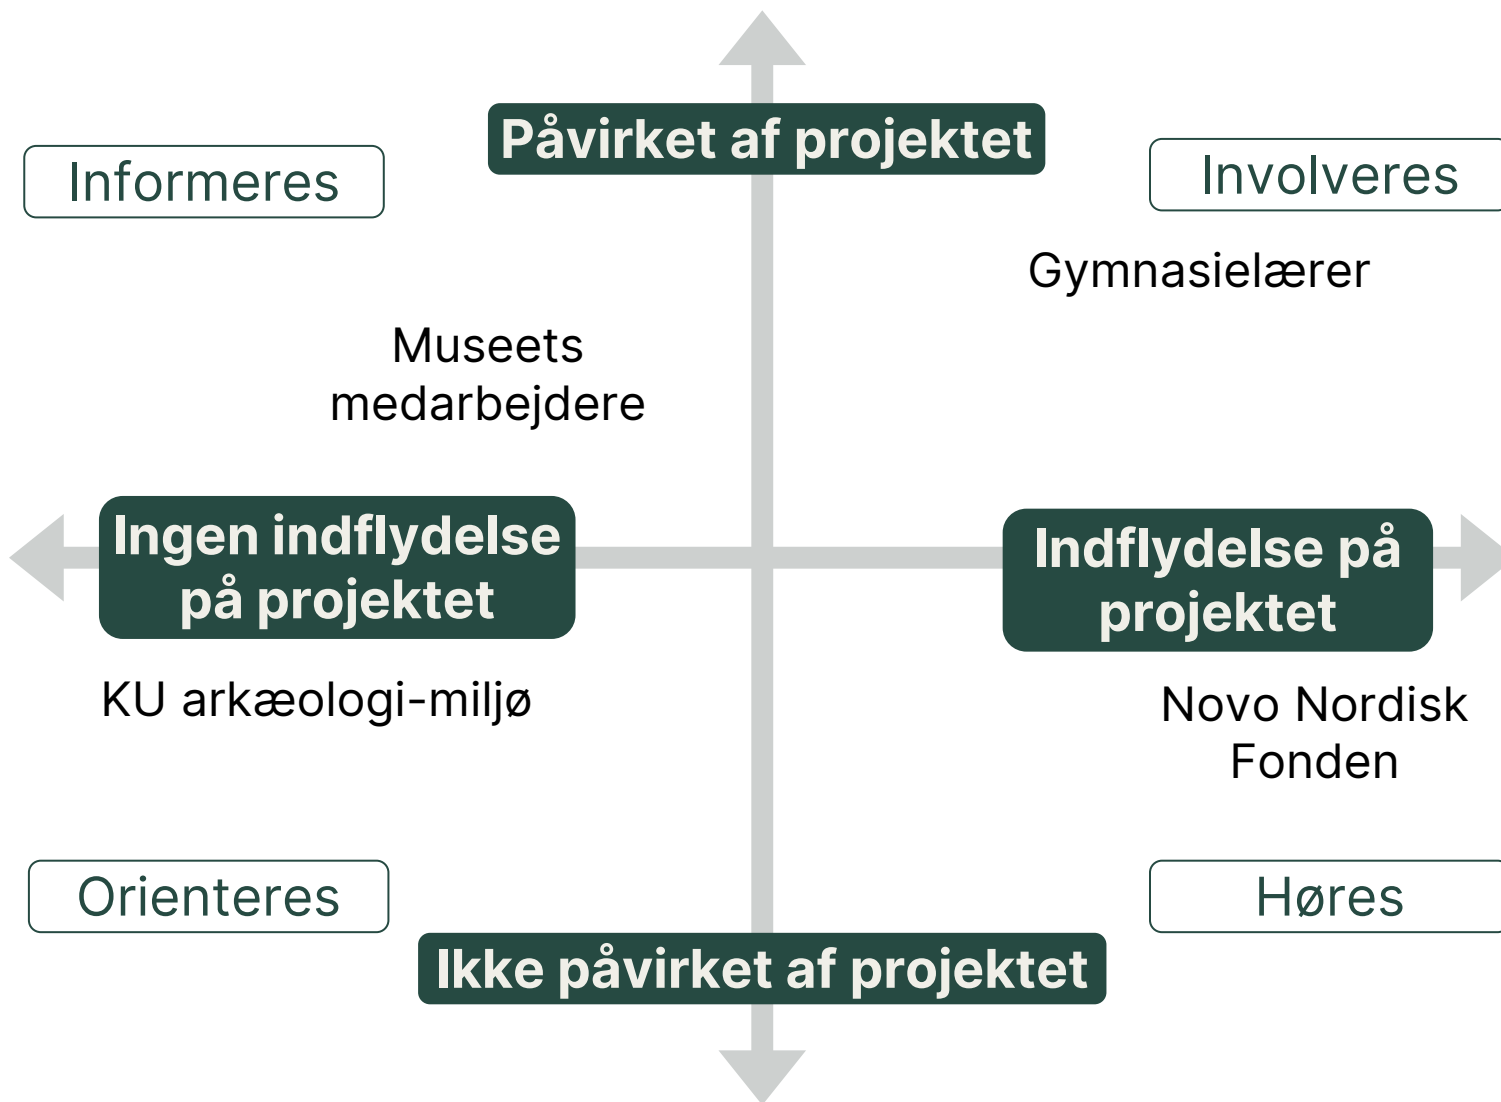 Påvirket af projektet
Informeres
Involveres
Gymnasielærer
Museets
medarbejdere
Ingen indflydelse
på projektet
Indflydelse på
projektet
KU arkæologi-miljø
Novo Nordisk
Fonden
Orienteres
Høres
Ikke påvirket af projektet